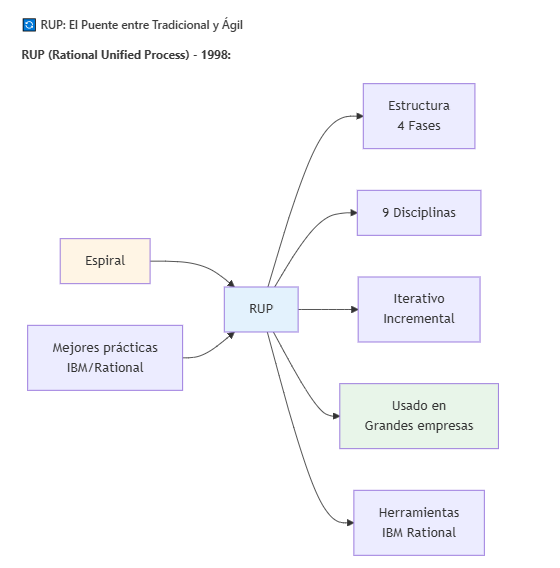 🔄 RUP: El Puente entre Tradicional y Ágil
RUP (Rational Unified Process) - 1998:
Estructura
4 Fases
9 Disciplinas
Espiral
RUP
Iterativo
Incremental
Mejores prácticas
IBM/Rational
Usado en
Grandes empresas
Herramientas
IBM Rational